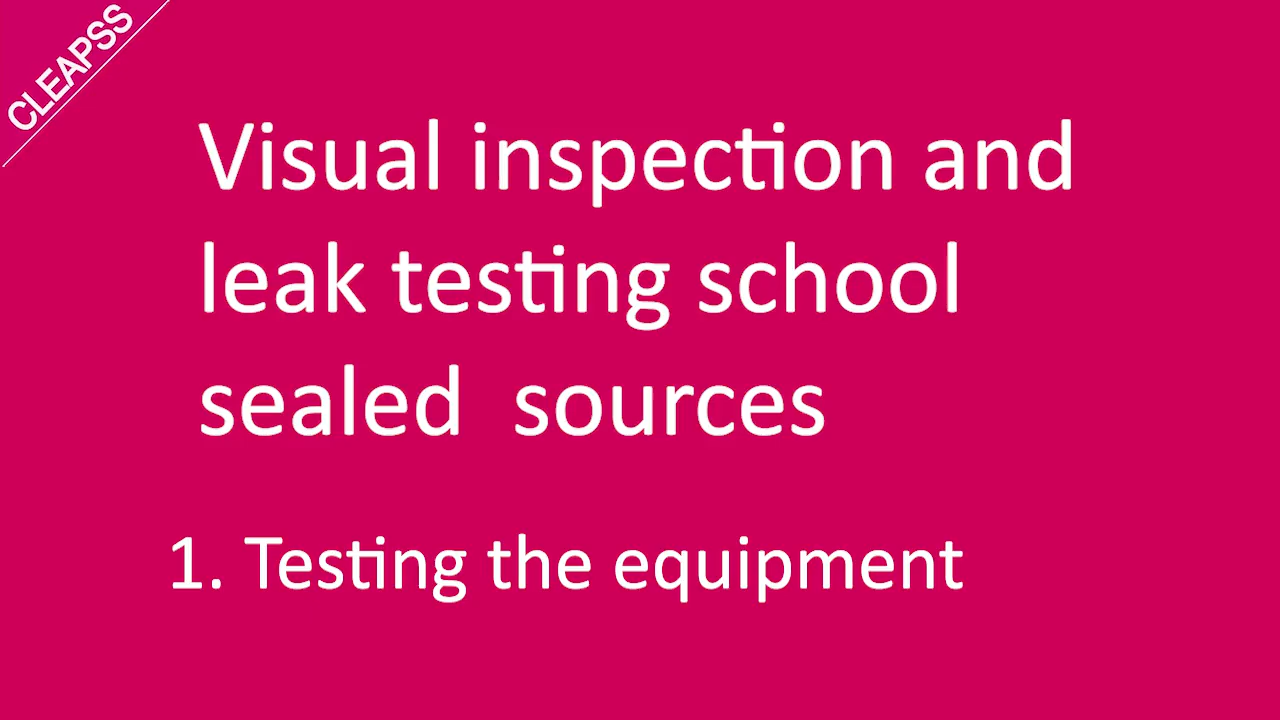 CLEAPSS
Visual inspection and
leak testing school
sealed  sources
1. Testing the equipment